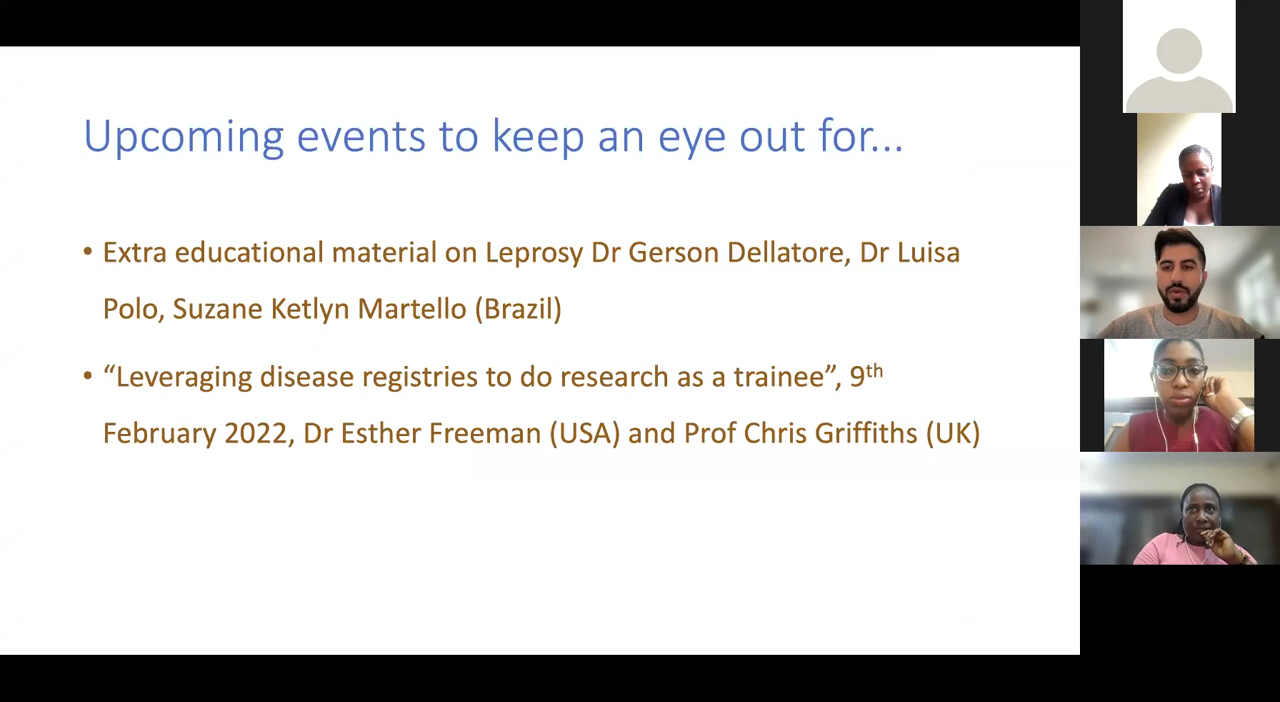 Upcoming events to keep an eye out for...
• Extra educational material on Leprosy Dr Gerson Dellatore, Dr Luisa
Polo, Suzane Ketlyn Martello (Brazil)
• “Leveraging disease registries to do research as a trainee”, 9th
February 2022, Dr Esther Freeman (USA) and Prof Chris Griffiths (UK)